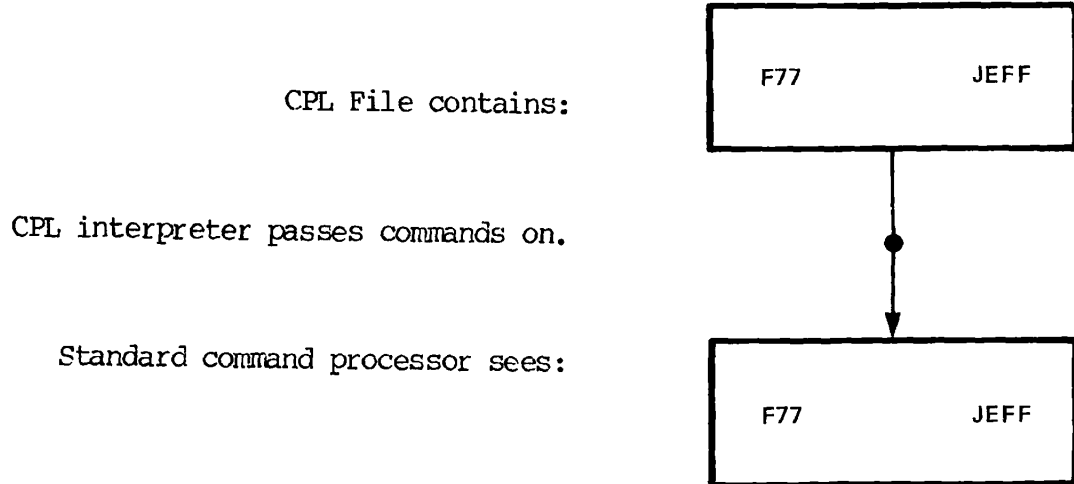 F77 JEFF
CPL File contains:
CPL interpreter passes commands on.
Standard command processor sees:
F77 JEFF